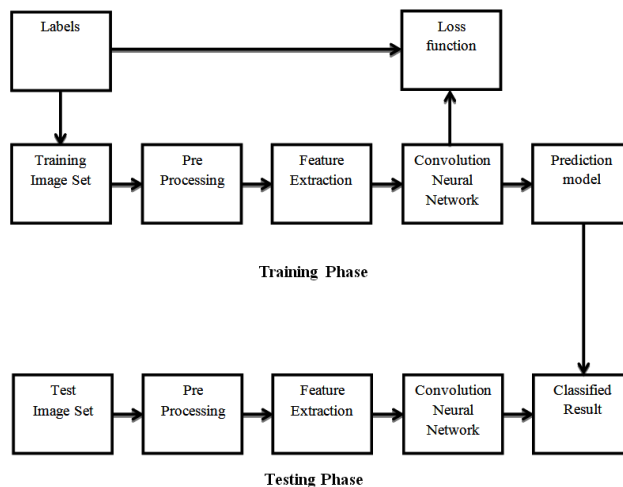 Labels
Loss
function
Training
Image Set
Pre
Processing
Feature
Extraction
Convolution
Neural
Network
Prediction
model
Training Phase
Test
Image Set
Pre
Processing
Feature
Extraction
Convolution
Neural
Network
Classified
Result
Testing Phase